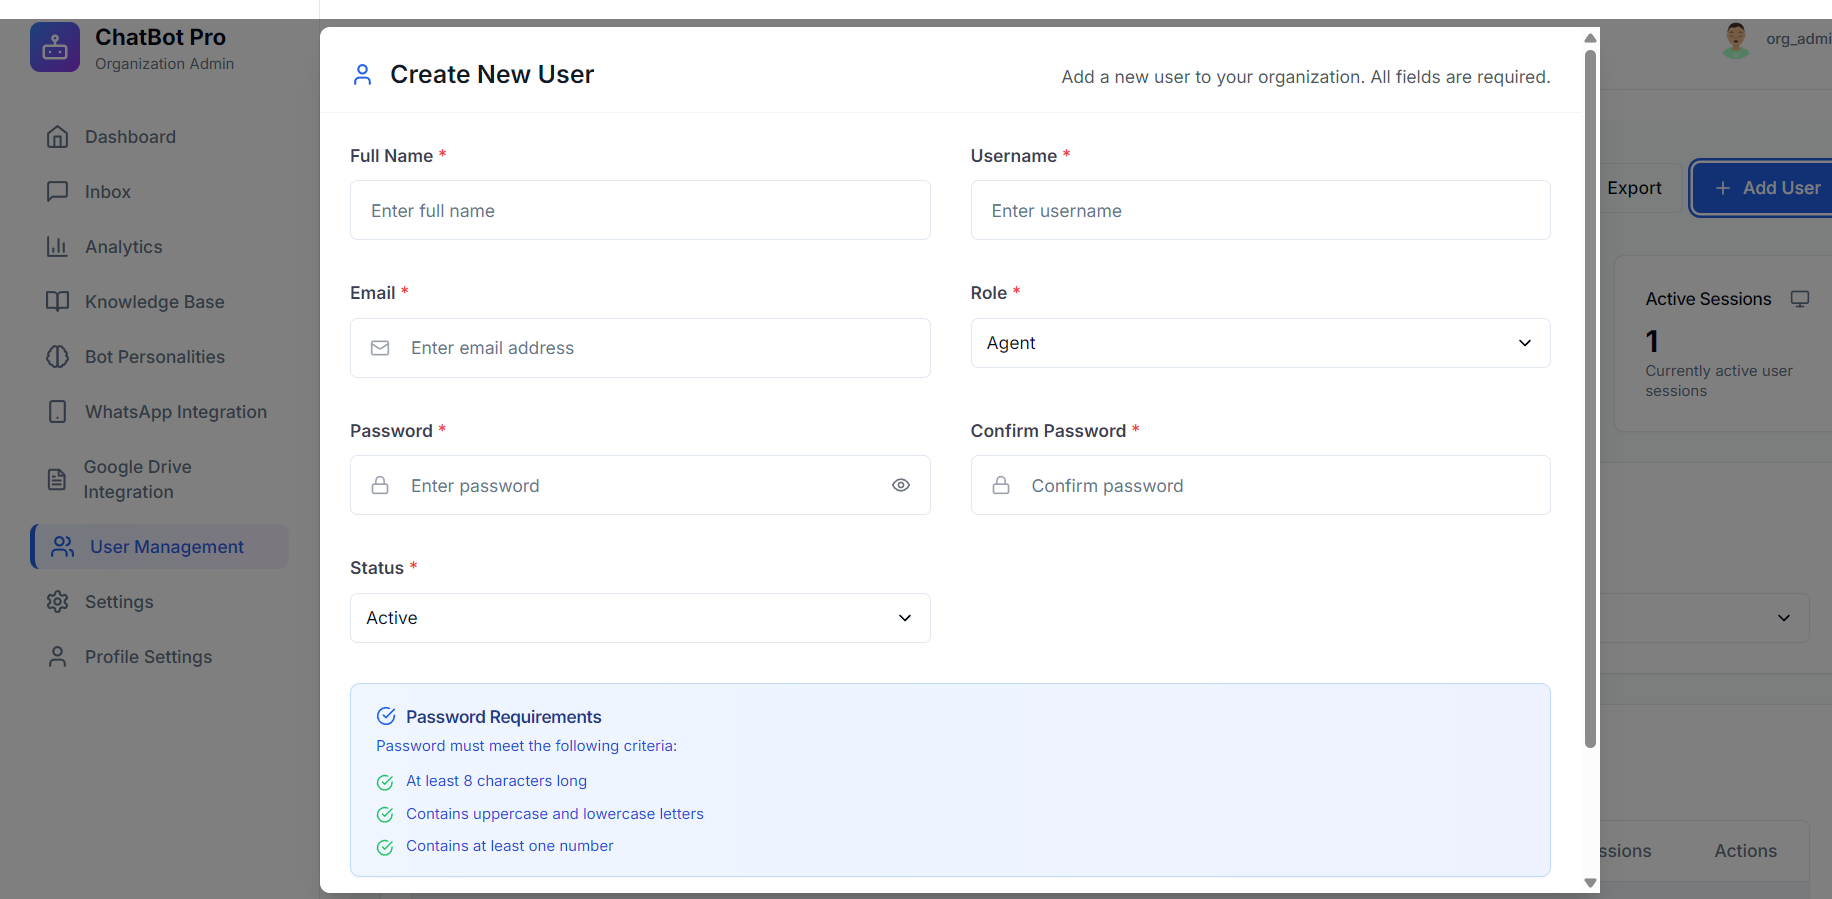 ChatBot Pro
Organization Admin
Dashboard
Inbox
Analytics
Knowledge Base
Bot Personalities
WhatsApp Integration
Google Drive
Integration
User Management
Settings
Profile Settings
Create New User
Add a new user to your organization. All fields are required.
Full Name *
Enter full name
Username *
Enter username
Email *
Enter email address
Role *
Agent
Password *
Enter password
Confirm Password *
Confirm password
Status *
Active
Password Requirements
Password must meet the following criteria:
At least 8 characters long
Contains uppercase and lowercase letters
Contains at least one number
org_admi
Export
+ Add User
Active Sessions
1
Currently active user
sessions
ssions
Actions